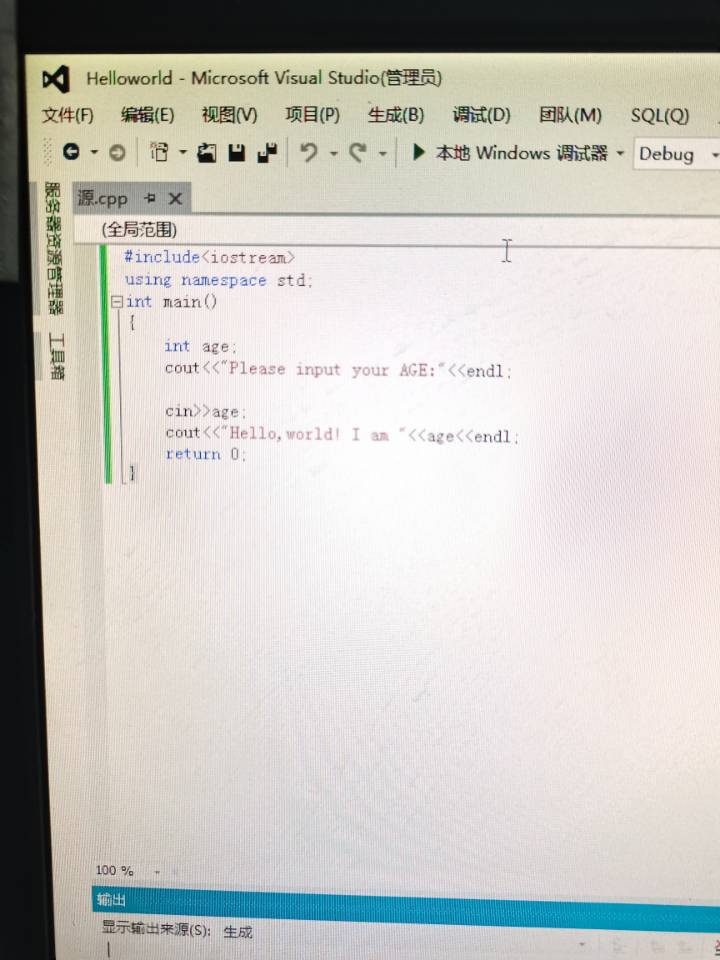 Helloworld - Microsoft Visual Studio(管理员)
文件(F) 编辑(E) 视图(V) 项目(P) 生成(B) 调试(D) 团队(M) SQL(Q)
本地 Windows 调试器 Debug
服务器资源管理器
工具箱
源.cpp
(全局范围)
#include<iostream>
using namespace std;
int main()
{
int age;
cout<<"Please input your AGE:"<<endl;
cin>>age;
cout<<"Hello,world! I am "<<age<<endl;
return 0;
}
100 %
输出
显示输出来源(S): 生成